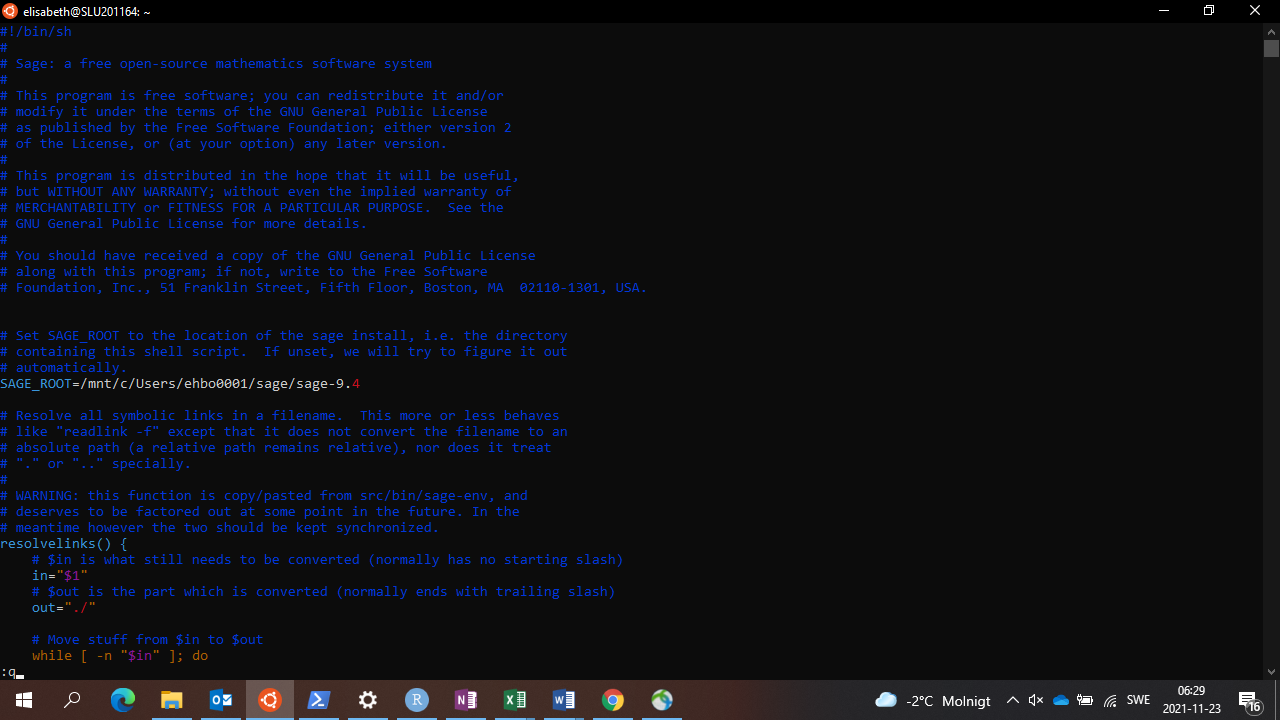 elisabeth@SLU201164: ~
#!/bin/sh
#
# Sage: a free open-source mathematics software system
#
# This program is free software; you can redistribute it and/or
# modify it under the terms of the GNU General Public License
# as published by the Free Software Foundation; either version 2
# of the License, or (at your option) any later version.
#
# This program is distributed in the hope that it will be useful,
# but WITHOUT ANY WARRANTY; without even the implied warranty of
# MERCHANTABILITY or FITNESS FOR A PARTICULAR PURPOSE.  See the
# GNU General Public License for more details.
#
# You should have received a copy of the GNU General Public License
# along with this program; if not, write to the Free Software
# Foundation, Inc., 51 Franklin Street, Fifth Floor, Boston, MA  02110-1301, USA.
# Set SAGE_ROOT to the location of the sage install, i.e. the directory
# containing this shell script.  If unset, we will try to figure it out
# automatically.
SAGE_ROOT=/mnt/c/Users/ehbo0001/sage/sage-9.4
# Resolve all symbolic links in a filename.  This more or less behaves
# like "readlink -f" except that it does not convert the filename to an
# absolute path (a relative path remains relative), nor does it treat
# "." or ".." specially.
#
# WARNING: this function is copy/pasted from src/bin/sage-env, and
# deserves to be factored out at some point in the future. In the
# meantime however the two should be kept synchronized.
resolvelinks() {
    # $in is what still needs to be converted (normally has no starting slash)
    in="$1"
    # $out is the part which is converted (normally ends with trailing slash)
    out="./"
    # Move stuff from $in to $out
    while [ -n "$in" ]; do
:q
-2°C Molnigt
SWE
06:29
2021-11-23
16